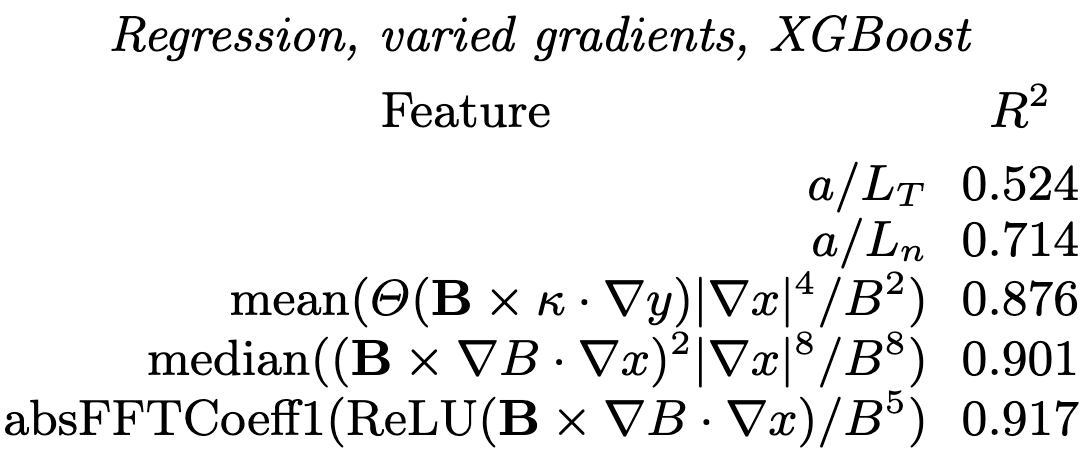 Regression, varied gradients, XGBoost
Feature R²
a/L_T 0.524
a/L_n 0.714
mean(Θ(𝐁 × κ · ∇y)|∇x|⁴/B²) 0.876
median((𝐁 × ∇B · ∇x)²|∇x|⁸/B⁸) 0.901
absFFTCoeff1(ReLU(𝐁 × ∇B · ∇x)/B⁵) 0.917